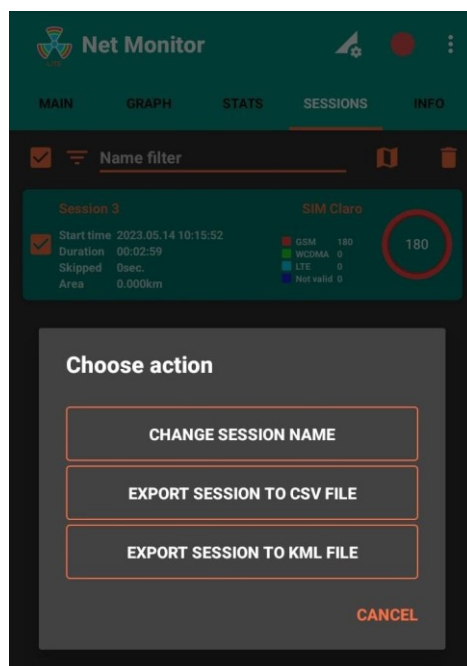 LTE
Net Monitor
MAIN GRAPH STATS SESSIONS INFO
Name filter
Session 3 SIM Claro
Start time 2023.05.14 10:15:52
Duration 00:02:59
Skipped 0sec.
Area 0.000km
GSM 180
WCDMA 0
LTE 0
Not valid 0
180
Choose action
CHANGE SESSION NAME
EXPORT SESSION TO CSV FILE
EXPORT SESSION TO KML FILE
CANCEL